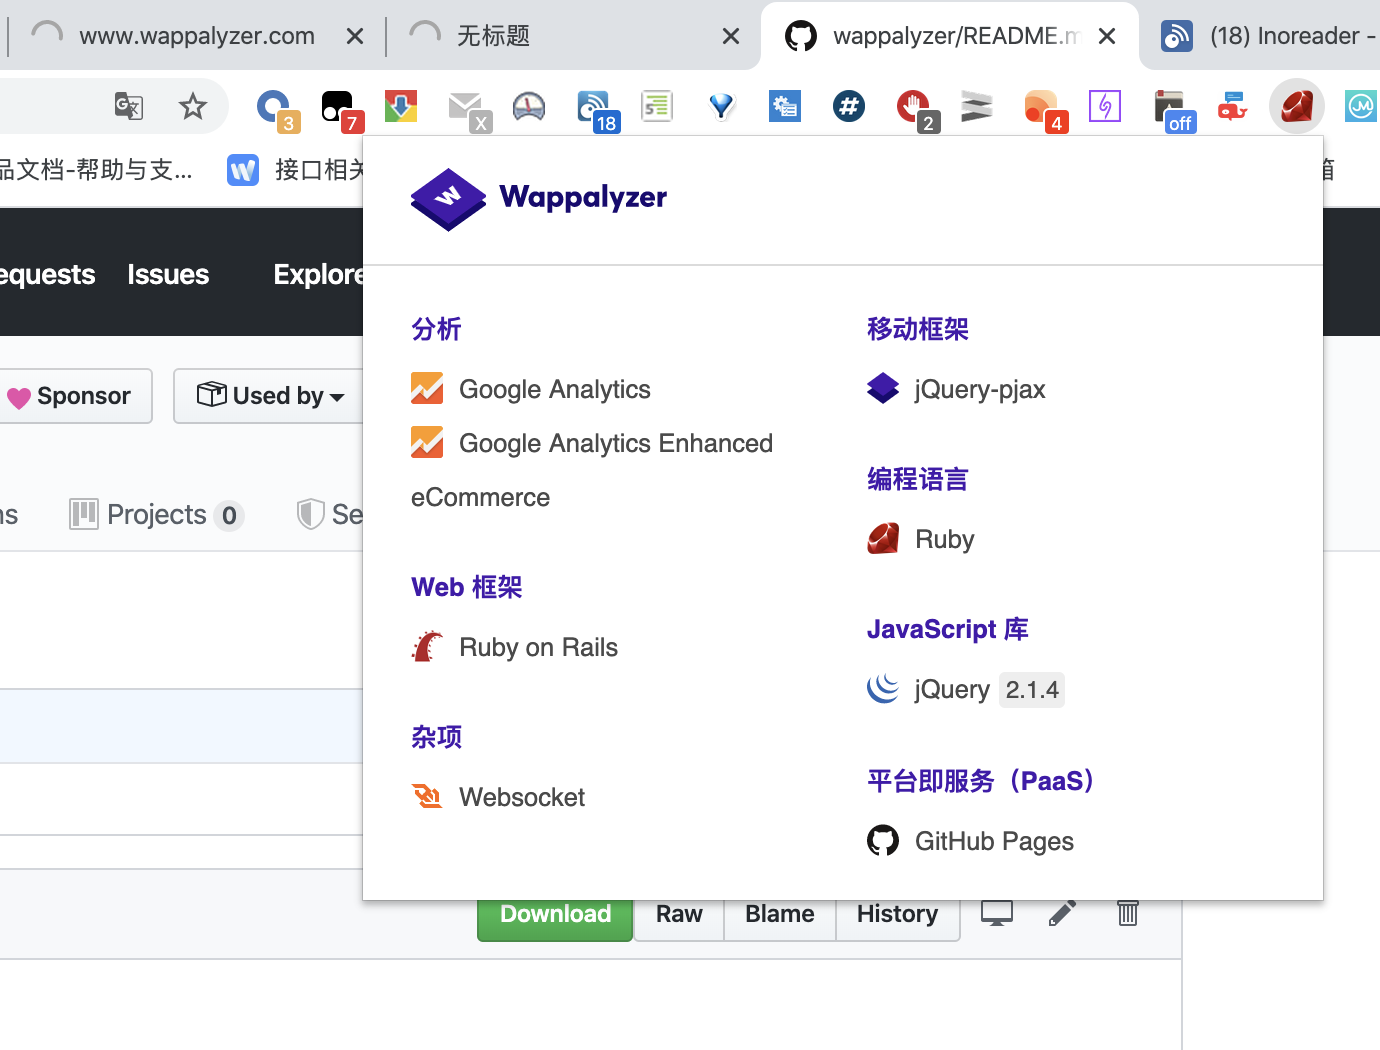 www.wappalyzer.com
无标题
wappalyzer/README.m
(18) Inoreader -
3
7
X
18
2
4
off
品文档-帮助与支...
接口相关
箱
Wappalyzer
equests
Issues
Explore
Sponsor
Used by
Projects 0
Se
分析
Google Analytics
Google Analytics Enhanced
eCommerce
Web 框架
Ruby on Rails
杂项
Websocket
移动框架
jQuery-pjax
编程语言
Ruby
JavaScript 库
jQuery 2.1.4
平台即服务（PaaS）
GitHub Pages
Download
Raw
Blame
History